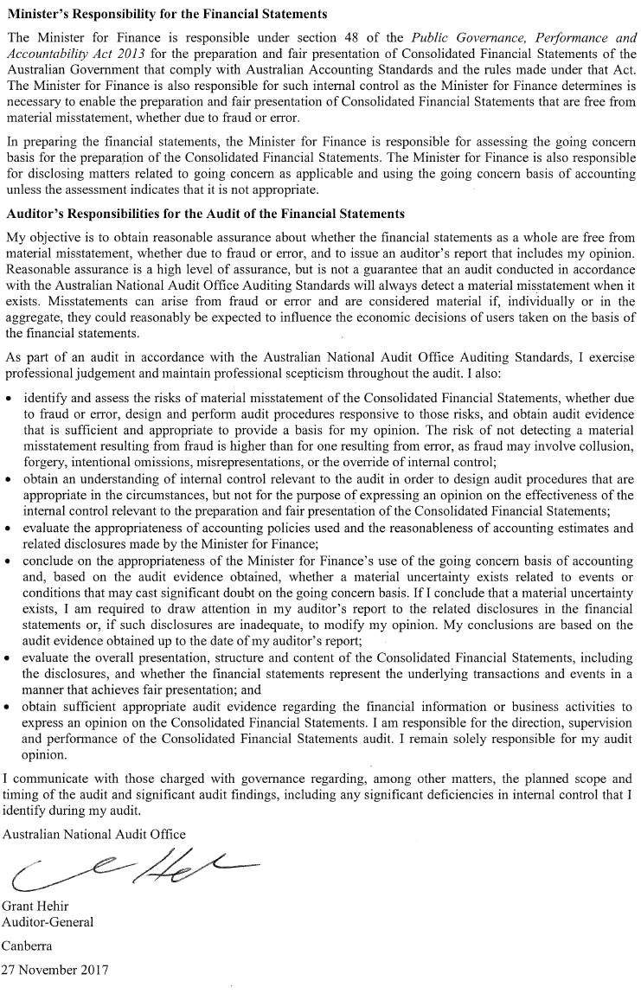 Minister's Responsibility for the Financial Statements
The Minister for Finance is responsible under section 48 of the Public Governance, Performance and
Accountability Act 2013 for the preparation and fair presentation of Consolidated Financial Statements of the
Australian Government that comply with Australian Accounting Standards and the rules made under that Act.
The Minister for Finance is also responsible for such internal control as the Minister for Finance determines is
necessary to enable the preparation and fair presentation of Consolidated Financial Statements that are free from
material misstatement, whether due to fraud or error.
In preparing the financial statements, the Minister for Finance is responsible for assessing the going concern
basis for the preparation of the Consolidated Financial Statements. The Minister for Finance is also responsible
for disclosing matters related to going concern as applicable and using the going concern basis of accounting
unless the assessment indicates that it is not appropriate.
Auditor's Responsibilities for the Audit of the Financial Statements
My objective is to obtain reasonable assurance about whether the financial statements as a whole are free from
material misstatement, whether due to fraud or error, and to issue an auditor's report that includes my opinion.
Reasonable assurance is a high level of assurance, but is not a guarantee that an audit conducted in accordance
with the Australian National Audit Office Auditing Standards will always detect a material misstatement when it
exists. Misstatements can arise from fraud or error and are considered material if, individually or in the
aggregate, they could reasonably be expected to influence the economic decisions of users taken on the basis of
the financial statements.
As part of an audit in accordance with the Australian National Audit Office Auditing Standards, I exercise
professional judgement and maintain professional scepticism throughout the audit. I also:
• identify and assess the risks of material misstatement of the Consolidated Financial Statements, whether due
to fraud or error, design and perform audit procedures responsive to those risks, and obtain audit evidence
that is sufficient and appropriate to provide a basis for my opinion. The risk of not detecting a material
misstatement resulting from fraud is higher than for one resulting from error, as fraud may involve collusion,
forgery, intentional omissions, misrepresentations, or the override of internal control;
• obtain an understanding of internal control relevant to the audit in order to design audit procedures that are
appropriate in the circumstances, but not for the purpose of expressing an opinion on the effectiveness of the
internal control relevant to the preparation and fair presentation of the Consolidated Financial Statements;
• evaluate the appropriateness of accounting policies used and the reasonableness of accounting estimates and
related disclosures made by the Minister for Finance;
• conclude on the appropriateness of the Minister for Finance's use of the going concern basis of accounting
and, based on the audit evidence obtained, whether a material uncertainty exists related to events or
conditions that may cast significant doubt on the going concern basis. If I conclude that a material uncertainty
exists, I am required to draw attention in my auditor's report to the related disclosures in the financial
statements or, if such disclosures are inadequate, to modify my opinion. My conclusions are based on the
audit evidence obtained up to the date of my auditor's report;
• evaluate the overall presentation, structure and content of the Consolidated Financial Statements, including
the disclosures, and whether the financial statements represent the underlying transactions and events in a
manner that achieves fair presentation; and
• obtain sufficient appropriate audit evidence regarding the financial information or business activities to
express an opinion on the Consolidated Financial Statements. I am responsible for the direction, supervision
and performance of the Consolidated Financial Statements audit. I remain solely responsible for my audit
opinion.
I communicate with those charged with governance regarding, among other matters, the planned scope and
timing of the audit and significant audit findings, including any significant deficiencies in internal control that I
identify during my audit.
Australian National Audit Office
Grant Hehir
Auditor-General
Canberra
27 November 2017